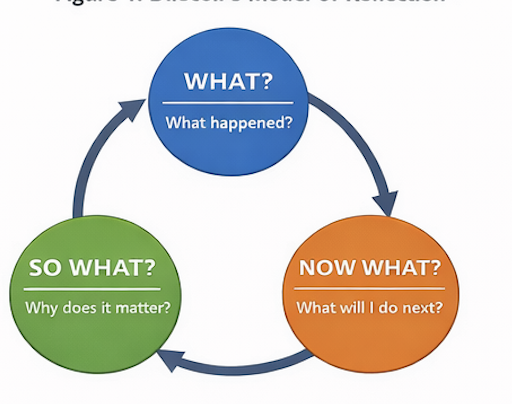 WHAT?
What happened?
SO WHAT?
Why does it matter?
NOW WHAT?
What will I do next?